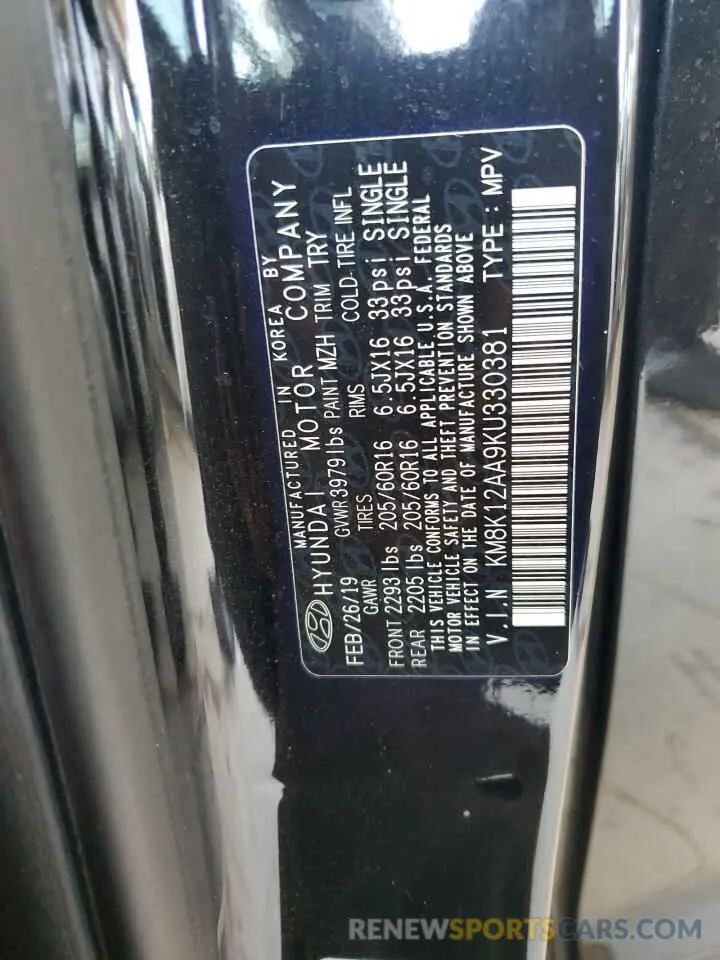 MANUFACTURED IN KOREA BY
HYUNDAI MOTOR COMPANY
FEB/26/19 GVWR 3979lbs PAINT MZH TRIM TRY
GAWR TIRES RIMS COLD-TIRE INFL
FRONT 2293 lbs 205/60R16 6.5JX16 33psi SINGLE
REAR 2205 lbs 205/60R16 6.5JX16 33psi SINGLE
THIS VEHICLE CONFORMS TO ALL APPLICABLE U.S.A. FEDERAL
MOTOR VEHICLE SAFETY AND THEFT PREVENTION STANDARDS
IN EFFECT ON THE DATE OF MANUFACTURE SHOWN ABOVE
V.I.N KM8K12AA9KU330381 TYPE : MPV
RENEWSPORTSCARS.COM